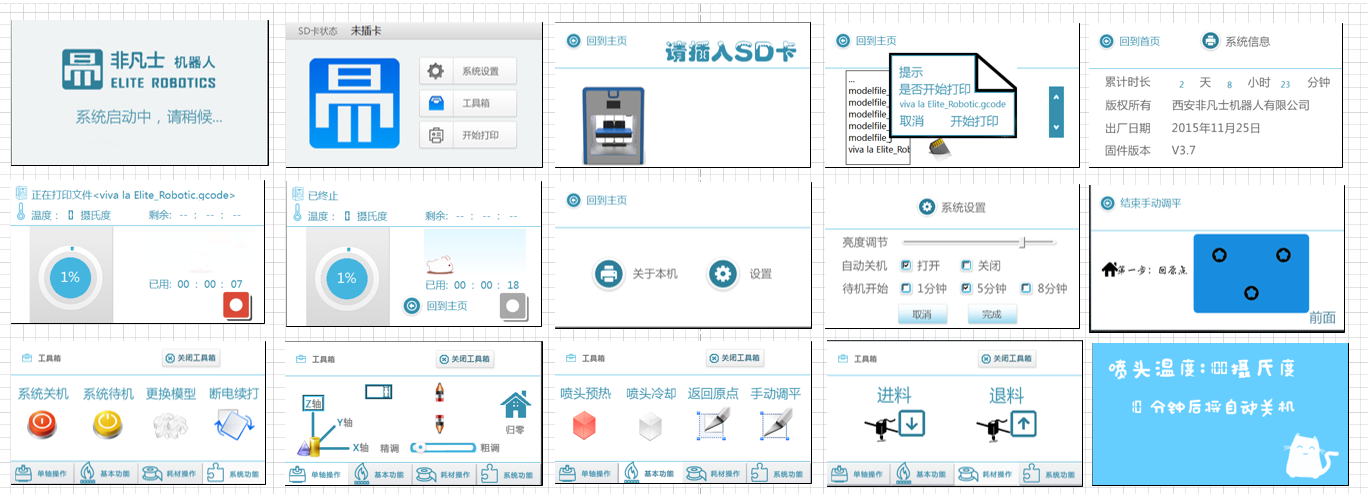 非凡士 机器人
ELITE ROBOTICS
系统启动中，请稍候...
SD卡状态 未插卡
系统设置
工具箱
开始打印
回到主页
请插入SD卡
回到主页
...
modelfile_
modelfile_
modelfile_
modelfile_
modelfile_
viva la Elite_Rob
提示
是否开始打印
viva la Elite_Robotic.gcode
取消 开始打印
回到首页 系统信息
累计时长 2 天 8 小时 23 分钟
版权所有 西安非凡士机器人有限公司
出厂日期 2015年11月25日
固件版本 V3.7
正在打印文件<viva la Elite_Robotic.gcode>
温度： 0 摄氏度 剩余: -- : -- : --
1%
已用: 00 : 00 : 07
已终止
温度： 0 摄氏度 剩余: -- : -- : --
1%
已用: 00 : 00 : 18
回到主页
回到主页
关于本机 设置
系统设置
亮度调节
自动关机 打开 关闭
待机开始 1分钟 5分钟 8分钟
取消 完成
结束手动调平
第一步: 回原点
前面
工具箱 关闭工具箱
系统关机 系统待机 更换模型 断电续打
单轴操作 基本功能 耗材操作 系统功能
工具箱 关闭工具箱
Z轴
Y轴
X轴 精调 粗调
归零
单轴操作 基本功能 耗材操作 系统功能
工具箱 关闭工具箱
喷头预热 喷头冷却 返回原点 手动调平
单轴操作 基本功能 耗材操作 系统功能
工具箱 关闭工具箱
进料 退料
单轴操作 基本功能 耗材操作 系统功能
喷头温度:100摄氏度
10 分钟后将自动关机